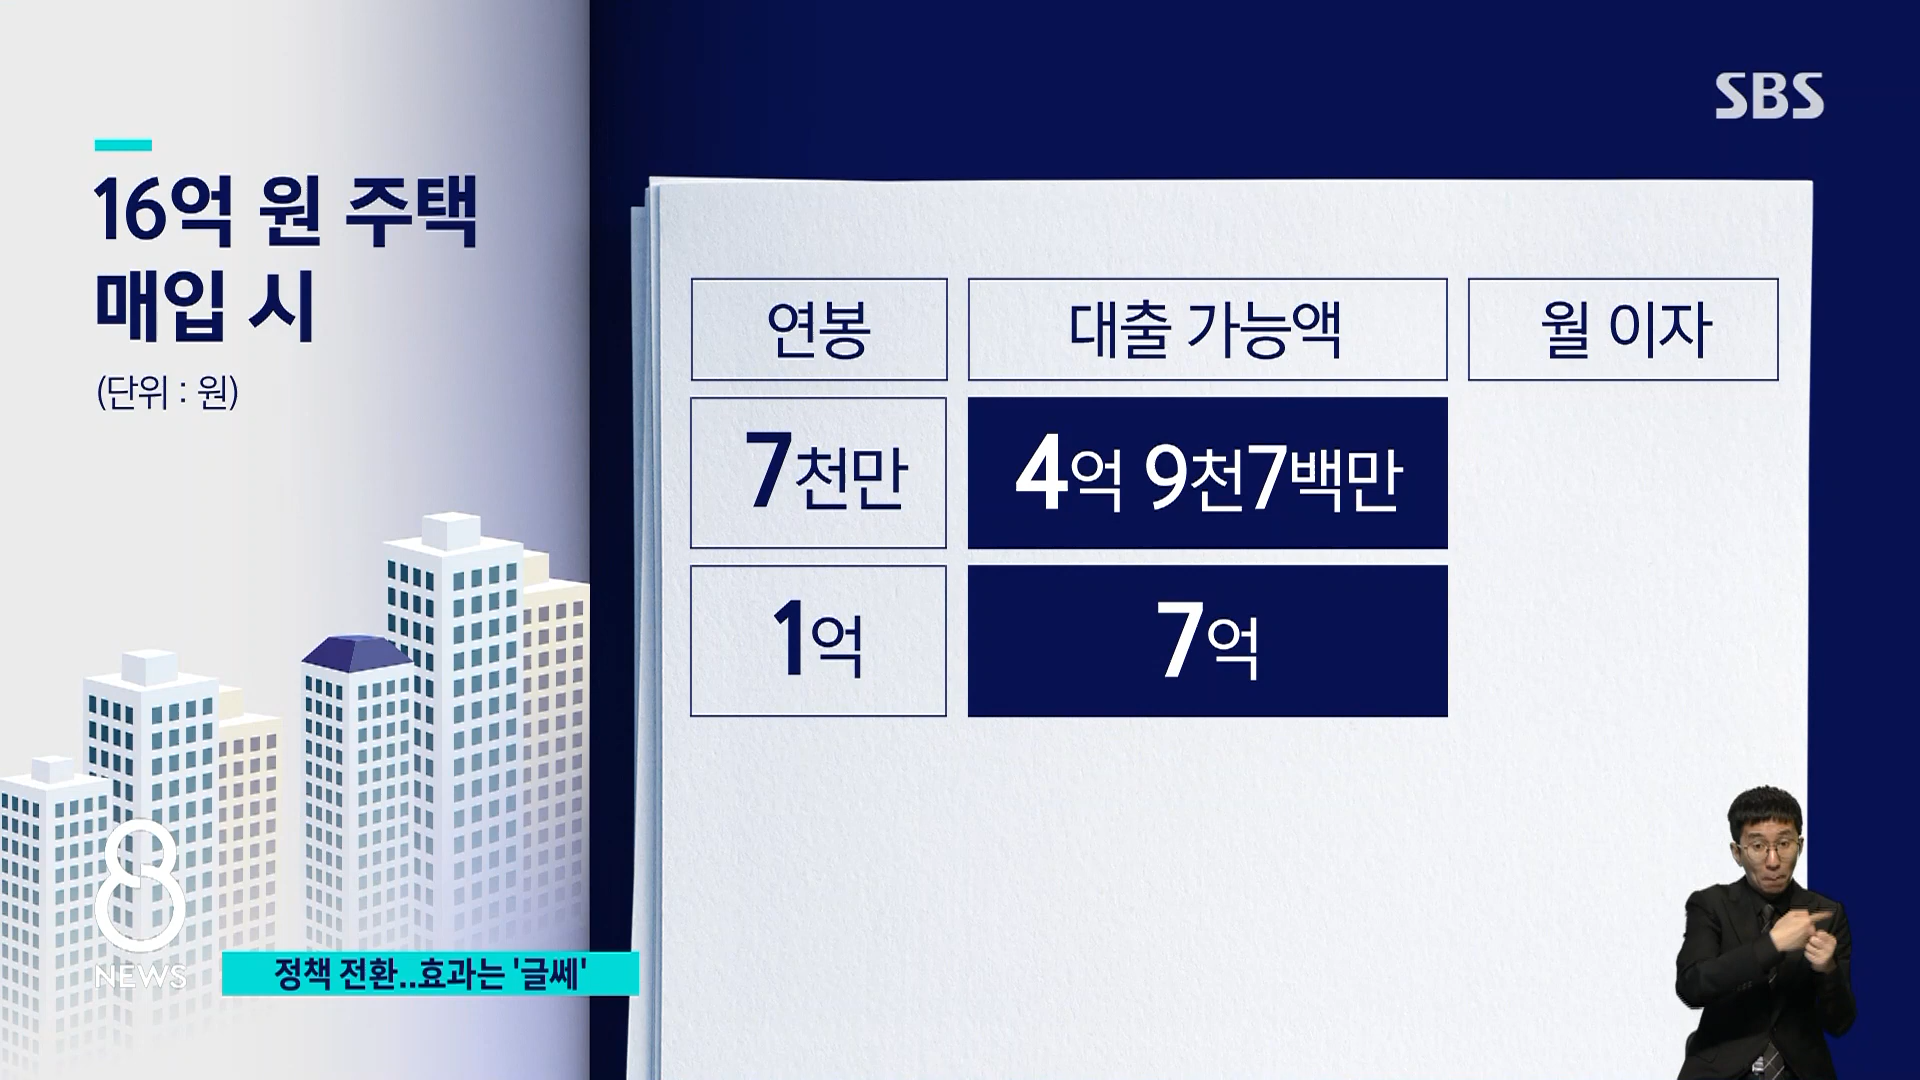 SBS
16억 원 주택
매입 시
(단위 : 원)
연봉 대출 가능액 월 이자
7천만 4억 9천7백만
1억 7억
8
NEWS
정책 전환..효과는 '글쎄'